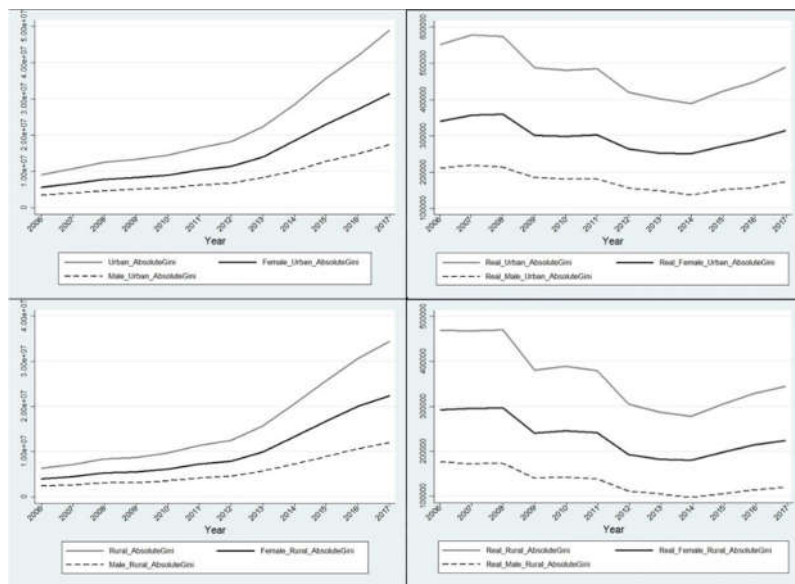 5.00e+07
4.00e+07
3.00e+07
2.00e+07
1.00e+07
0
2006 2007 2008 2009 2010 2011 2012 2013 2014 2015 2016 2017
Year
Urban_AbsoluteGini Female_Urban_AbsoluteGini
Male_Urban_AbsoluteGini
600000
500000
400000
300000
200000
100000
2006 2007 2008 2009 2010 2011 2012 2013 2014 2015 2016 2017
Year
Real_Urban_AbsoluteGini Real_Female_Urban_AbsoluteGini
Real_Male_Urban_AbsoluteGini
4.00e+07
3.00e+07
2.00e+07
1.00e+07
0
2006 2007 2008 2009 2010 2011 2012 2013 2014 2015 2016 2017
Year
Rural_AbsoluteGini Female_Rural_AbsoluteGini
Male_Rural_AbsoluteGini
500000
400000
300000
200000
100000
2006 2007 2008 2009 2010 2011 2012 2013 2014 2015 2016 2017
Year
Real_Rural_AbsoluteGini Real_Female_Rural_AbsoluteGini
Real_Male_Rural_AbsoluteGini